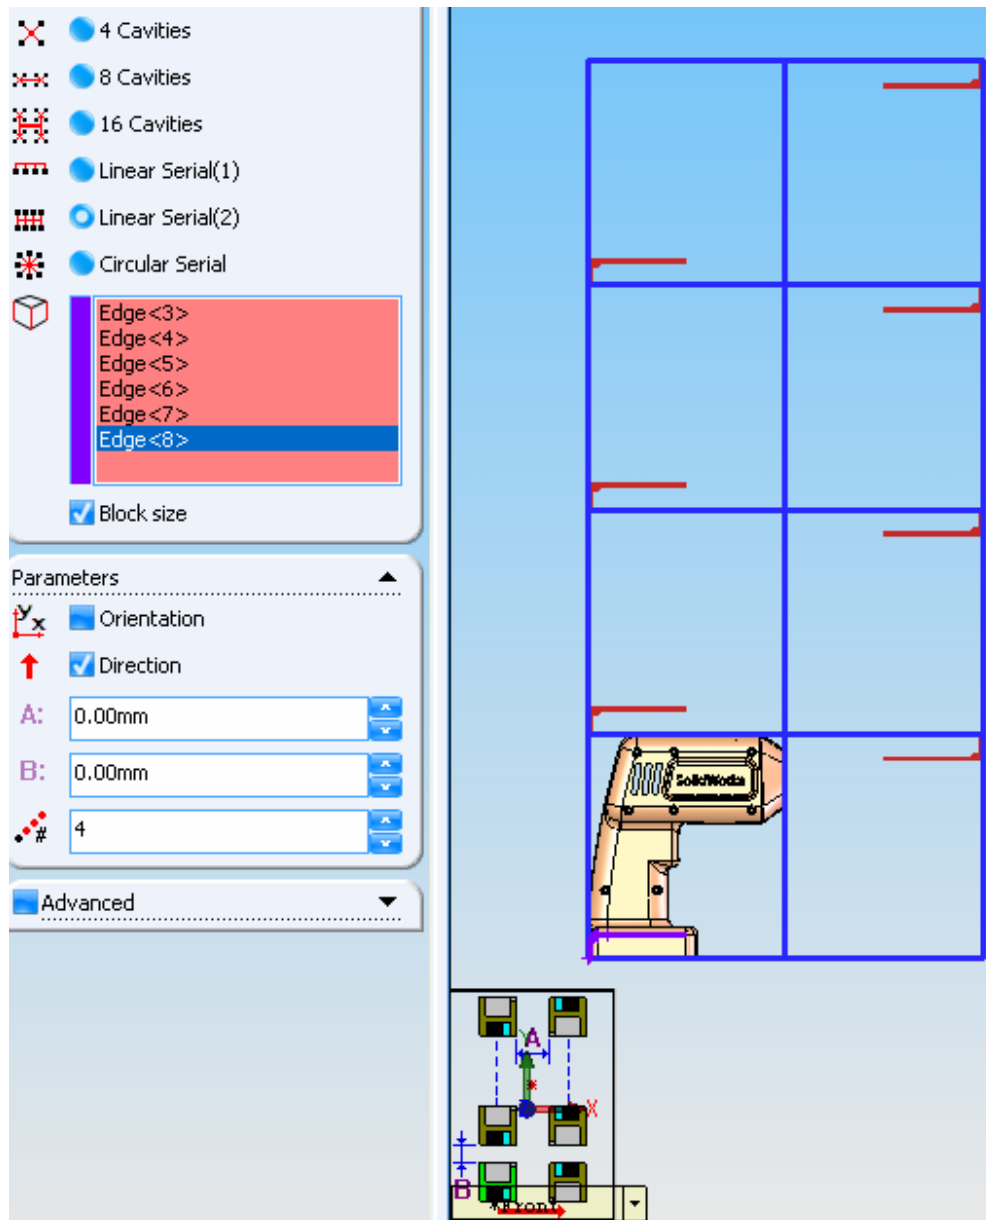 4 Cavities
8 Cavities
16 Cavities
Linear Serial(1)
Linear Serial(2)
Circular Serial
Edge<3>
Edge<4>
Edge<5>
Edge<6>
Edge<7>
Edge<8>
Block size
Parameters
y x
Orientation
Direction
A: 0.00mm
B: 0.00mm
# 4
Advanced
SolidWorks
A
Y
X
B
*Front